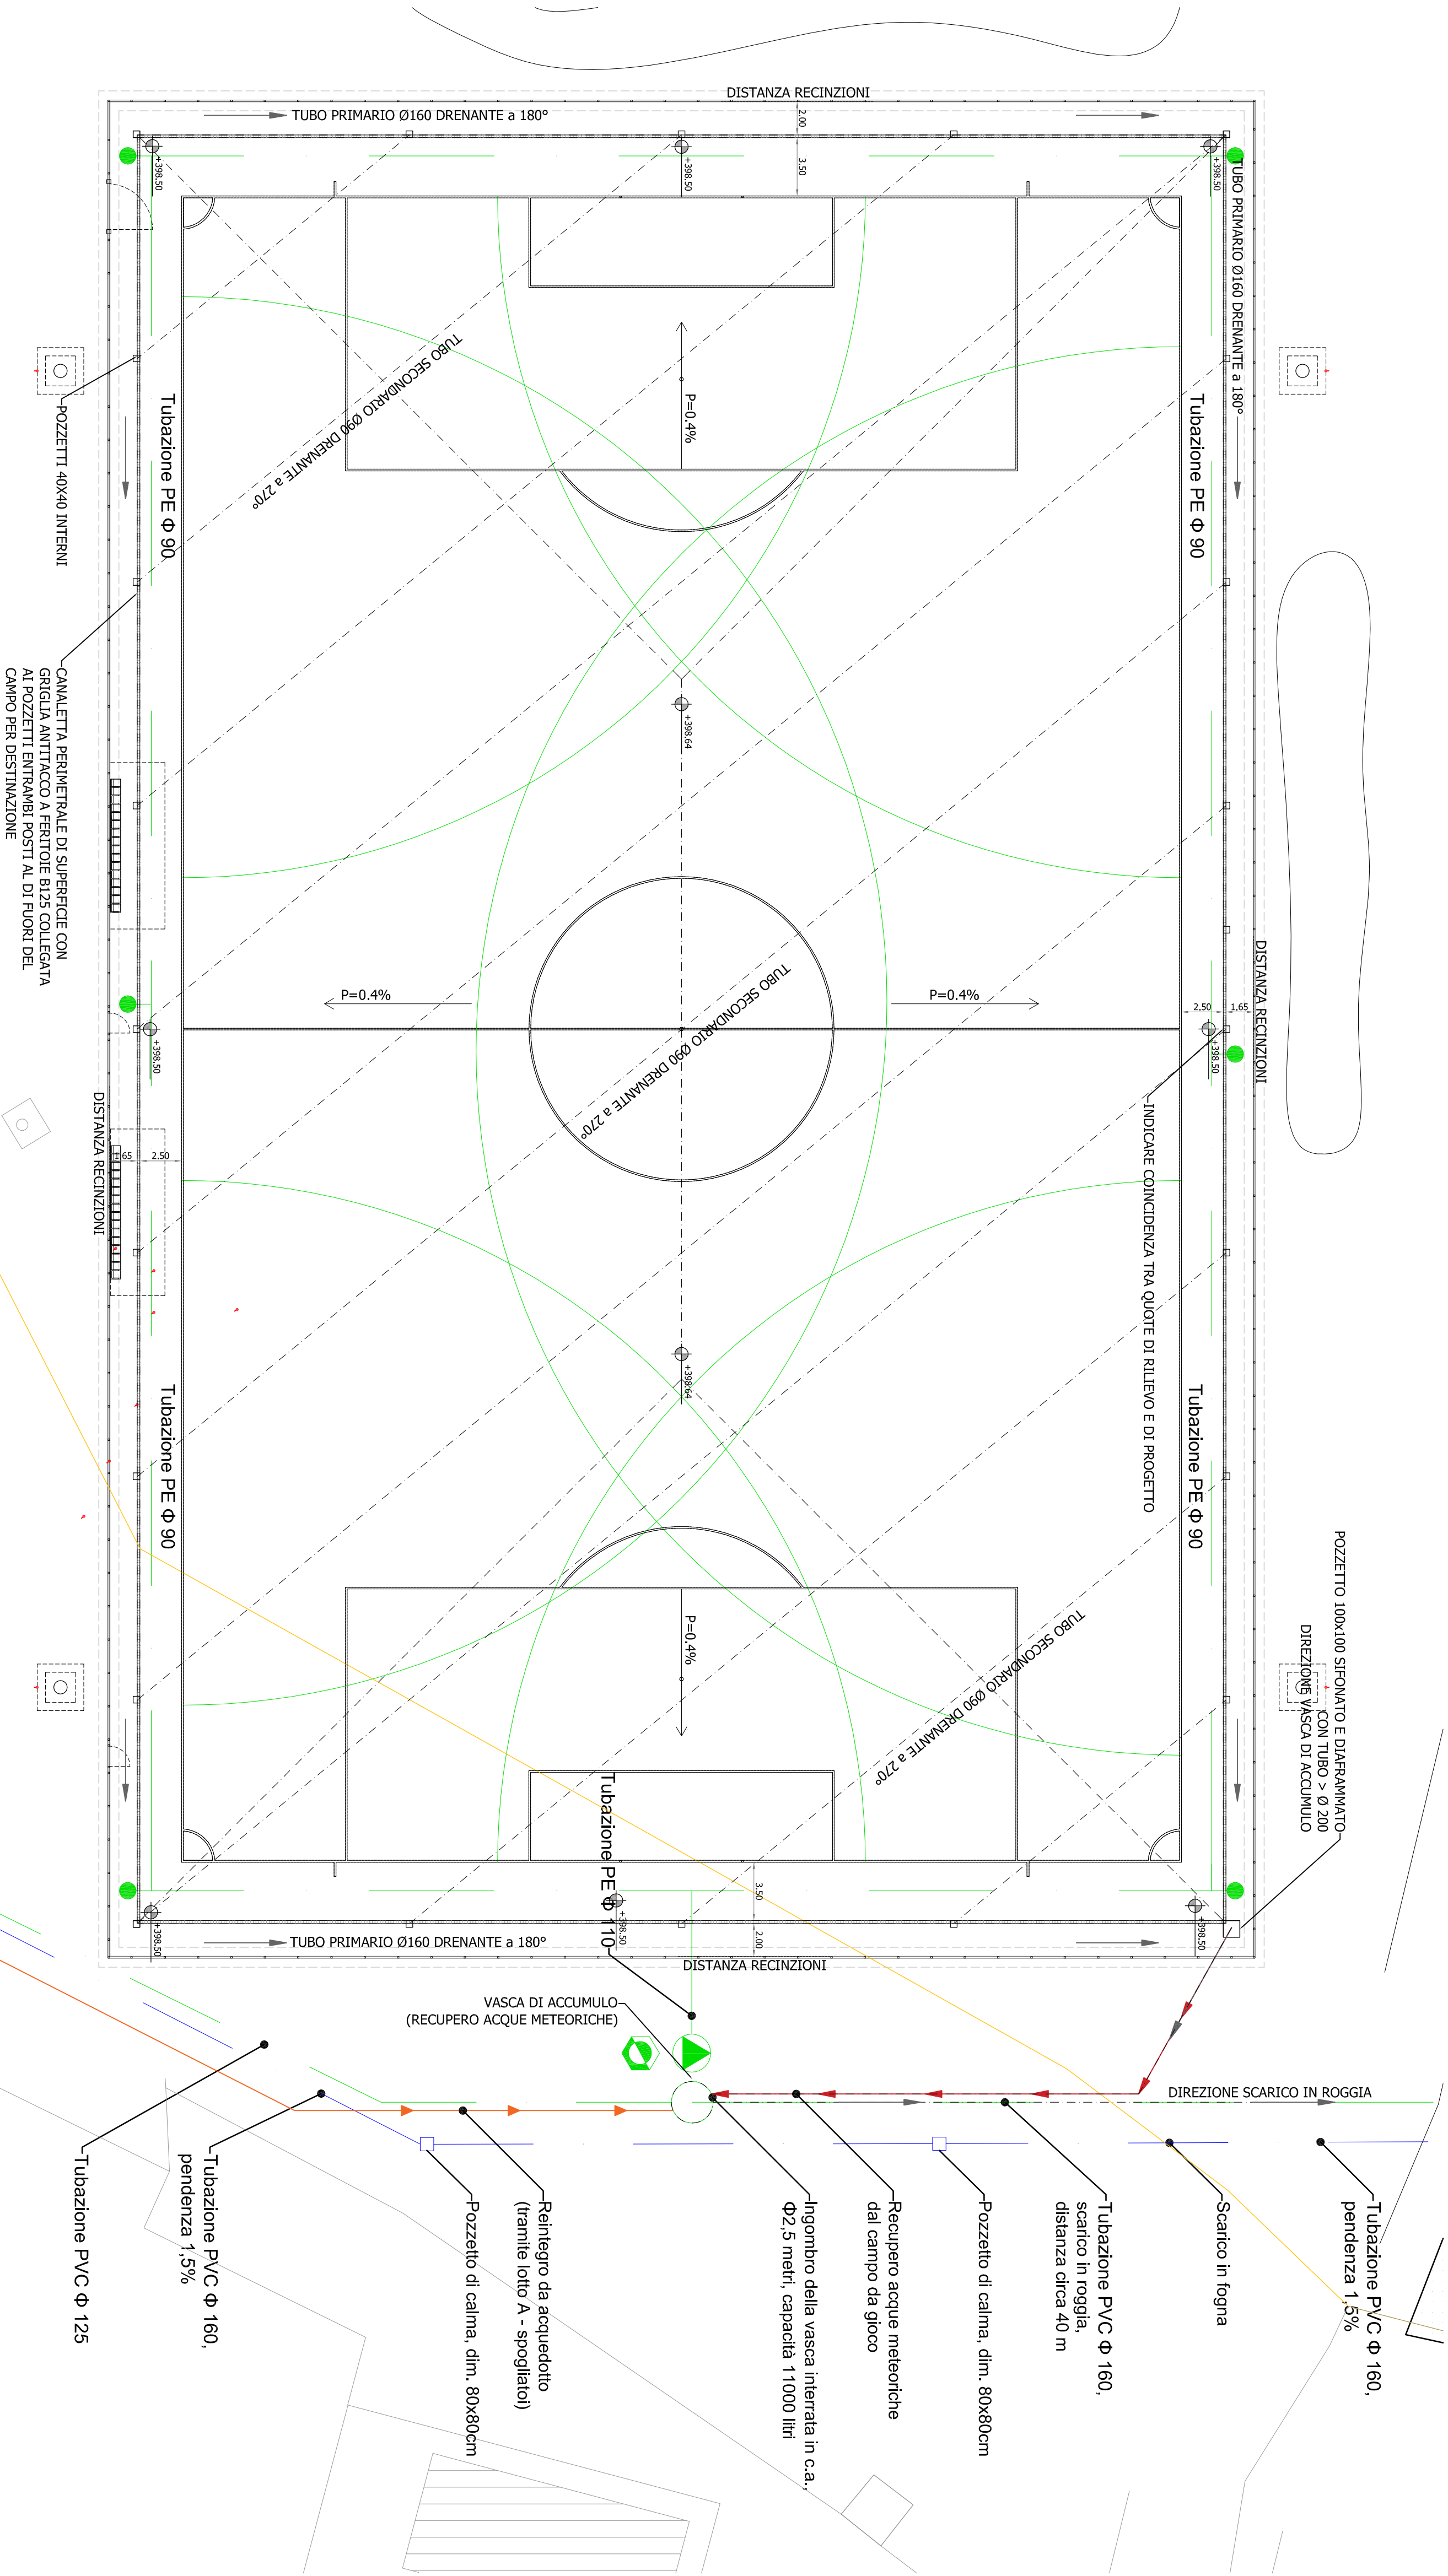 DISTANZA RECINZIONI
TUBO PRIMARIO Ø160 DRENANTE a 180°
2.00
3.50
+398.50
+398.50
+398.50
TUBO PRIMARIO Ø160 DRENANTE a 180°
TUBO SECONDARIO Ø90 DRENANTE a 270°
P=0.4%
Tubazione PE Φ 90
Tubazione PE Φ 90
POZZETTI 40X40 INTERNI
CANALETTA PERIMETRALE DI SUPERFICIE CON
GRIGLIA ANTITACCO A FERITOIE B125 COLLEGATA
AI POZZETTI ENTRAMBI POSTI AL DI FUORI DEL
CAMPO PER DESTINAZIONE
+398.64
DISTANZA RECINZIONI
TUBO SECONDARIO Ø90 DRENANTE a 270°
P=0.4%
P=0.4%
2.50
1.65
+398.50
+398.50
1.65
2.50
DISTANZA RECINZIONI
INDICARE COINCIDENZA TRA QUOTE DI RILIEVO E DI PROGETTO
+398.64
Tubazione PE Φ 90
Tubazione PE Φ 90
POZZETTO 100x100 SIFONATO E DIAFRAMMATO
CON TUBO > Ø 200
DIREZIONE VASCA DI ACCUMULO
P=0.4%
TUBO SECONDARIO Ø90 DRENANTE a 270°
Tubazione PE Φ 110
3.50
2.00
+398.50
+398.50
+398.50
TUBO PRIMARIO Ø160 DRENANTE a 180°
DISTANZA RECINZIONI
VASCA DI ACCUMULO
(RECUPERO ACQUE METEORICHE)
DIREZIONE SCARICO IN ROGGIA
Tubazione PVC Φ 160,
pendenza 1,5%
Scarico in fogna
Tubazione PVC Φ 160,
scarico in roggia,
distanza circa 40 m
Pozzetto di calma, dim. 80x80cm
Recupero acque meteoriche
dal campo da gioco
Ingombro della vasca interrata in c.a.,
Φ2,5 metri, capacità 11000 litri
Reintegro da acquedotto
(tramite lotto A - spogliatoi)
Pozzetto di calma, dim. 80x80cm
Tubazione PVC Φ 160,
pendenza 1,5%
Tubazione PVC Φ 125